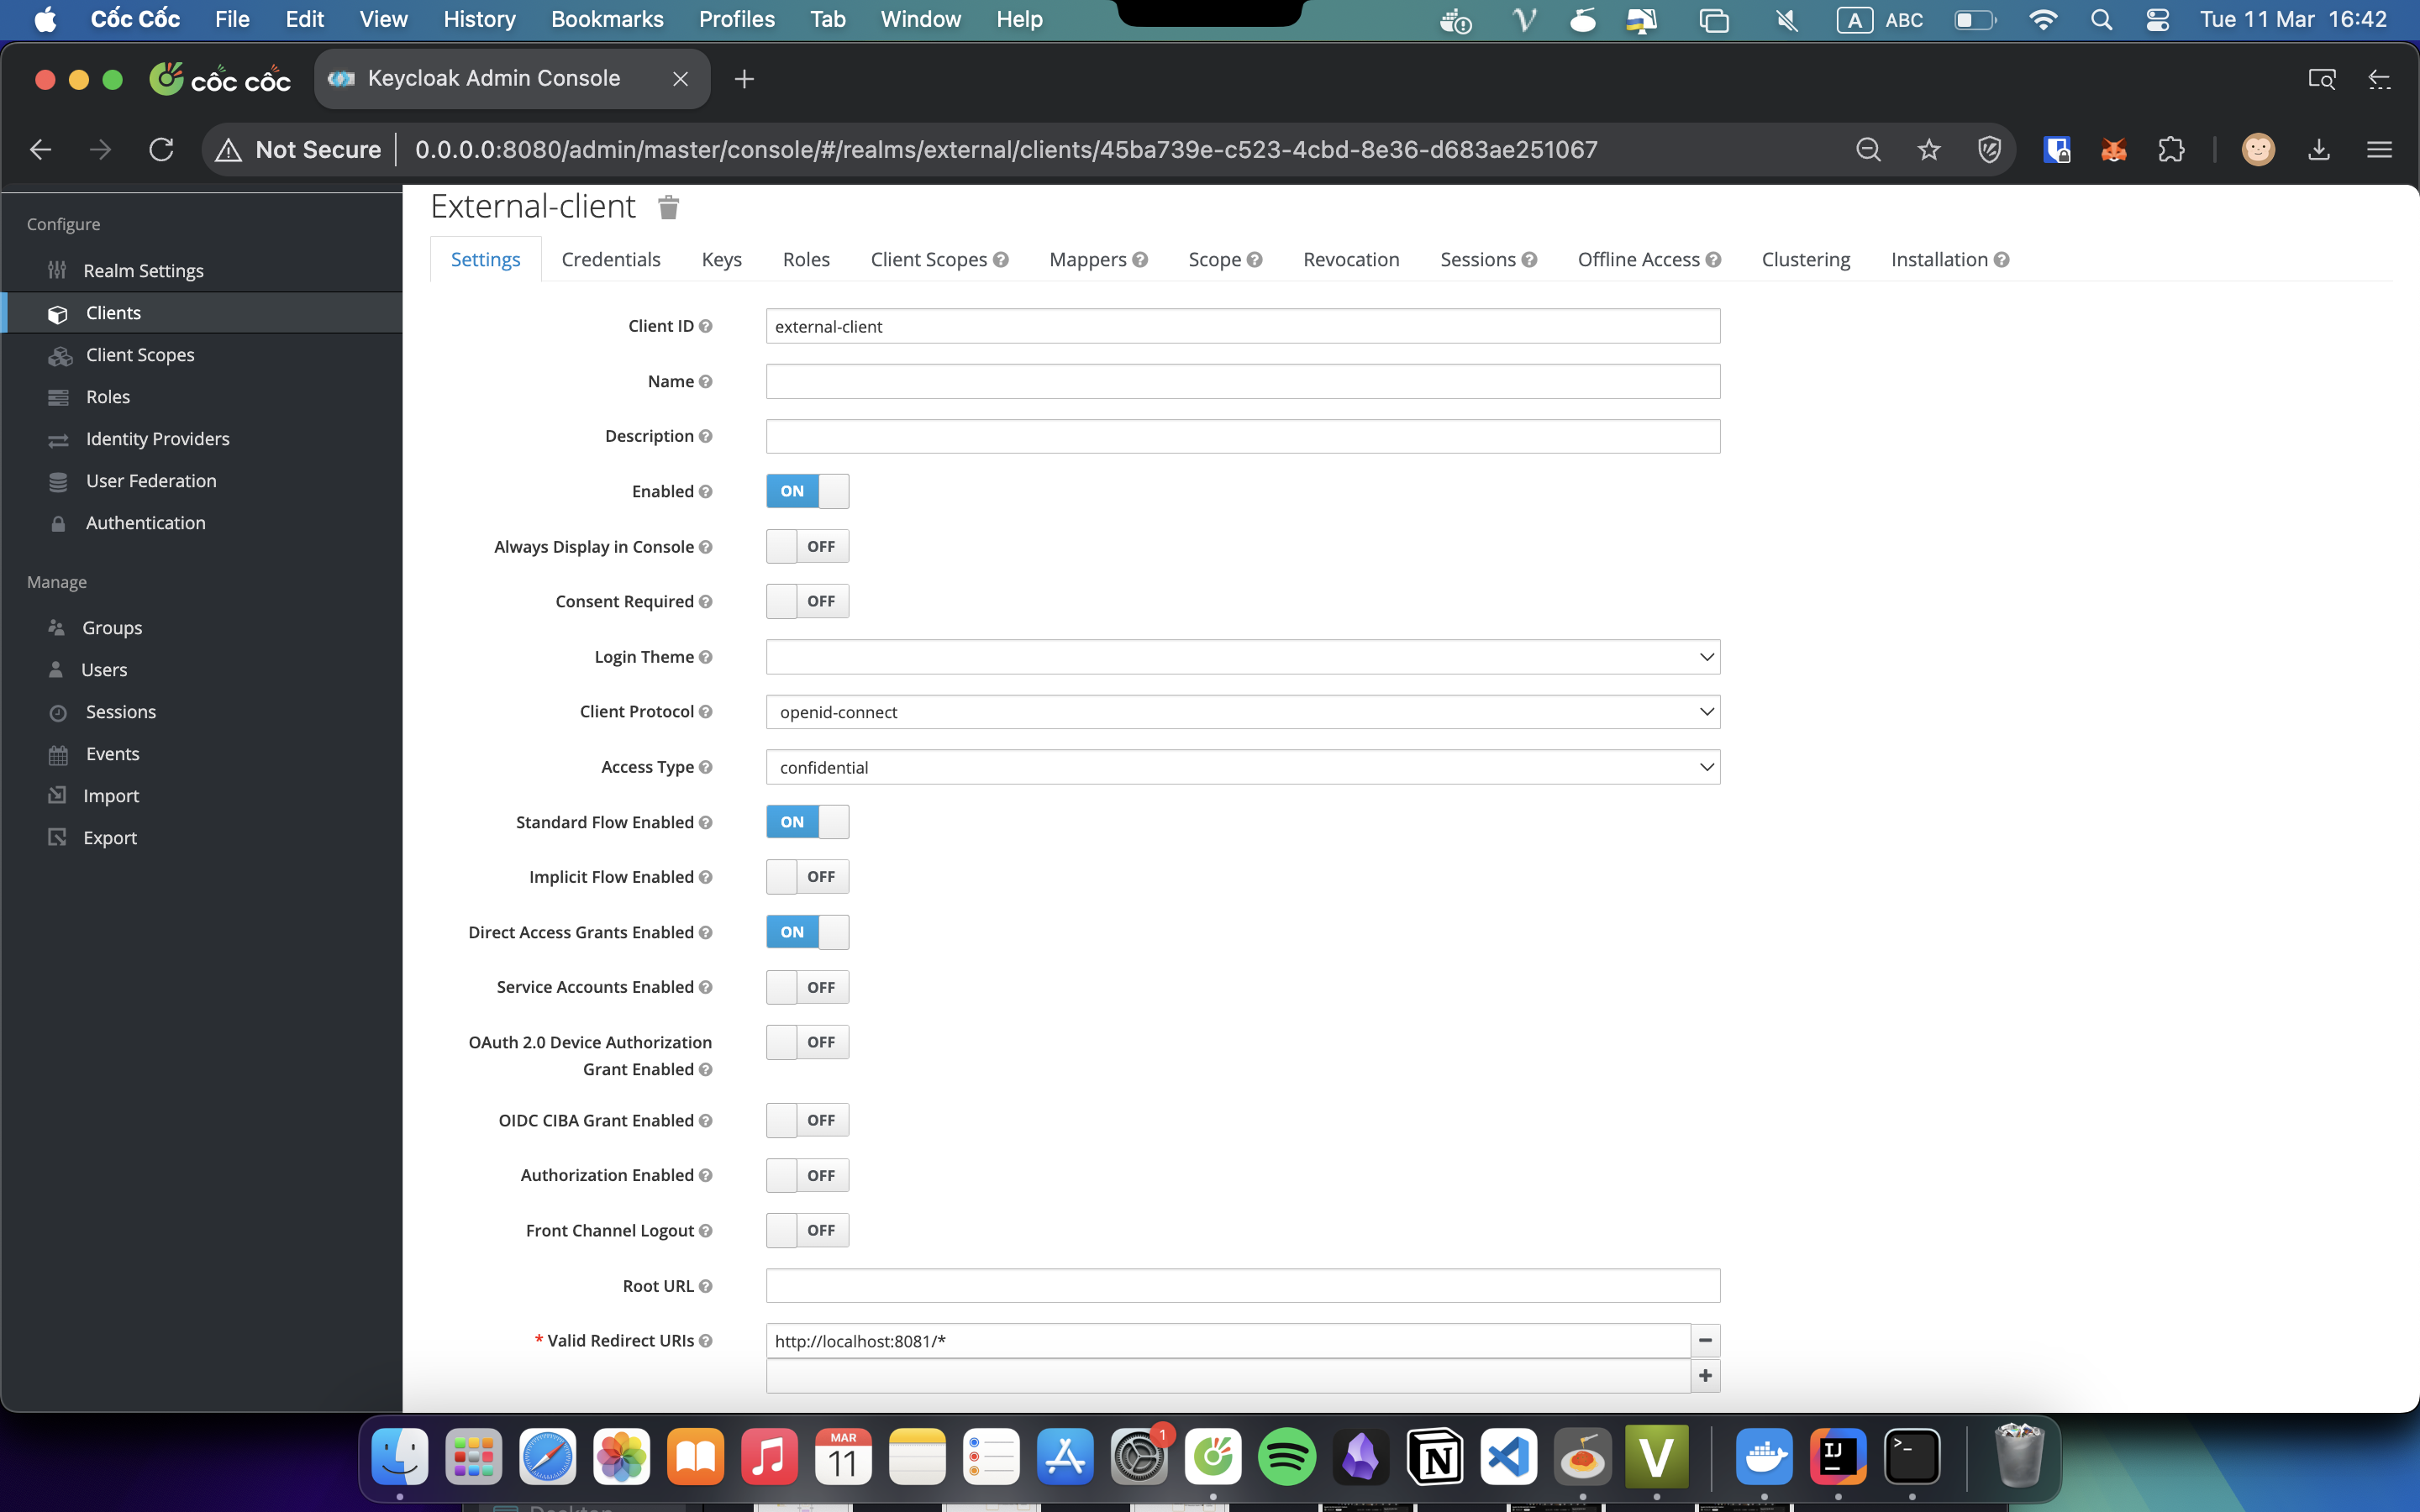 Cốc Cốc File Edit View History Bookmarks Profiles Tab Window Help A ABC Tue 11 Mar 16:42
cốc cốc Keycloak Admin Console
Not Secure 0.0.0.0:8080/admin/master/console/#/realms/external/clients/45ba739e-c523-4cbd-8e36-d683ae251067
Configure
Realm Settings
Clients
Client Scopes
Roles
Identity Providers
User Federation
Authentication
Manage
Groups
Users
Sessions
Events
Import
Export
External-client
Settings Credentials Keys Roles Client Scopes Mappers Scope Revocation Sessions Offline Access Clustering Installation
Client ID external-client
Name
Description
Enabled ON
Always Display in Console OFF
Consent Required OFF
Login Theme
Client Protocol openid-connect
Access Type confidential
Standard Flow Enabled ON
Implicit Flow Enabled OFF
Direct Access Grants Enabled ON
Service Accounts Enabled OFF
OAuth 2.0 Device Authorization
Grant Enabled OFF
OIDC CIBA Grant Enabled OFF
Authorization Enabled OFF
Front Channel Logout OFF
Root URL
* Valid Redirect URIs http://localhost:8081/*
MAR
11
1
N
V
IJ